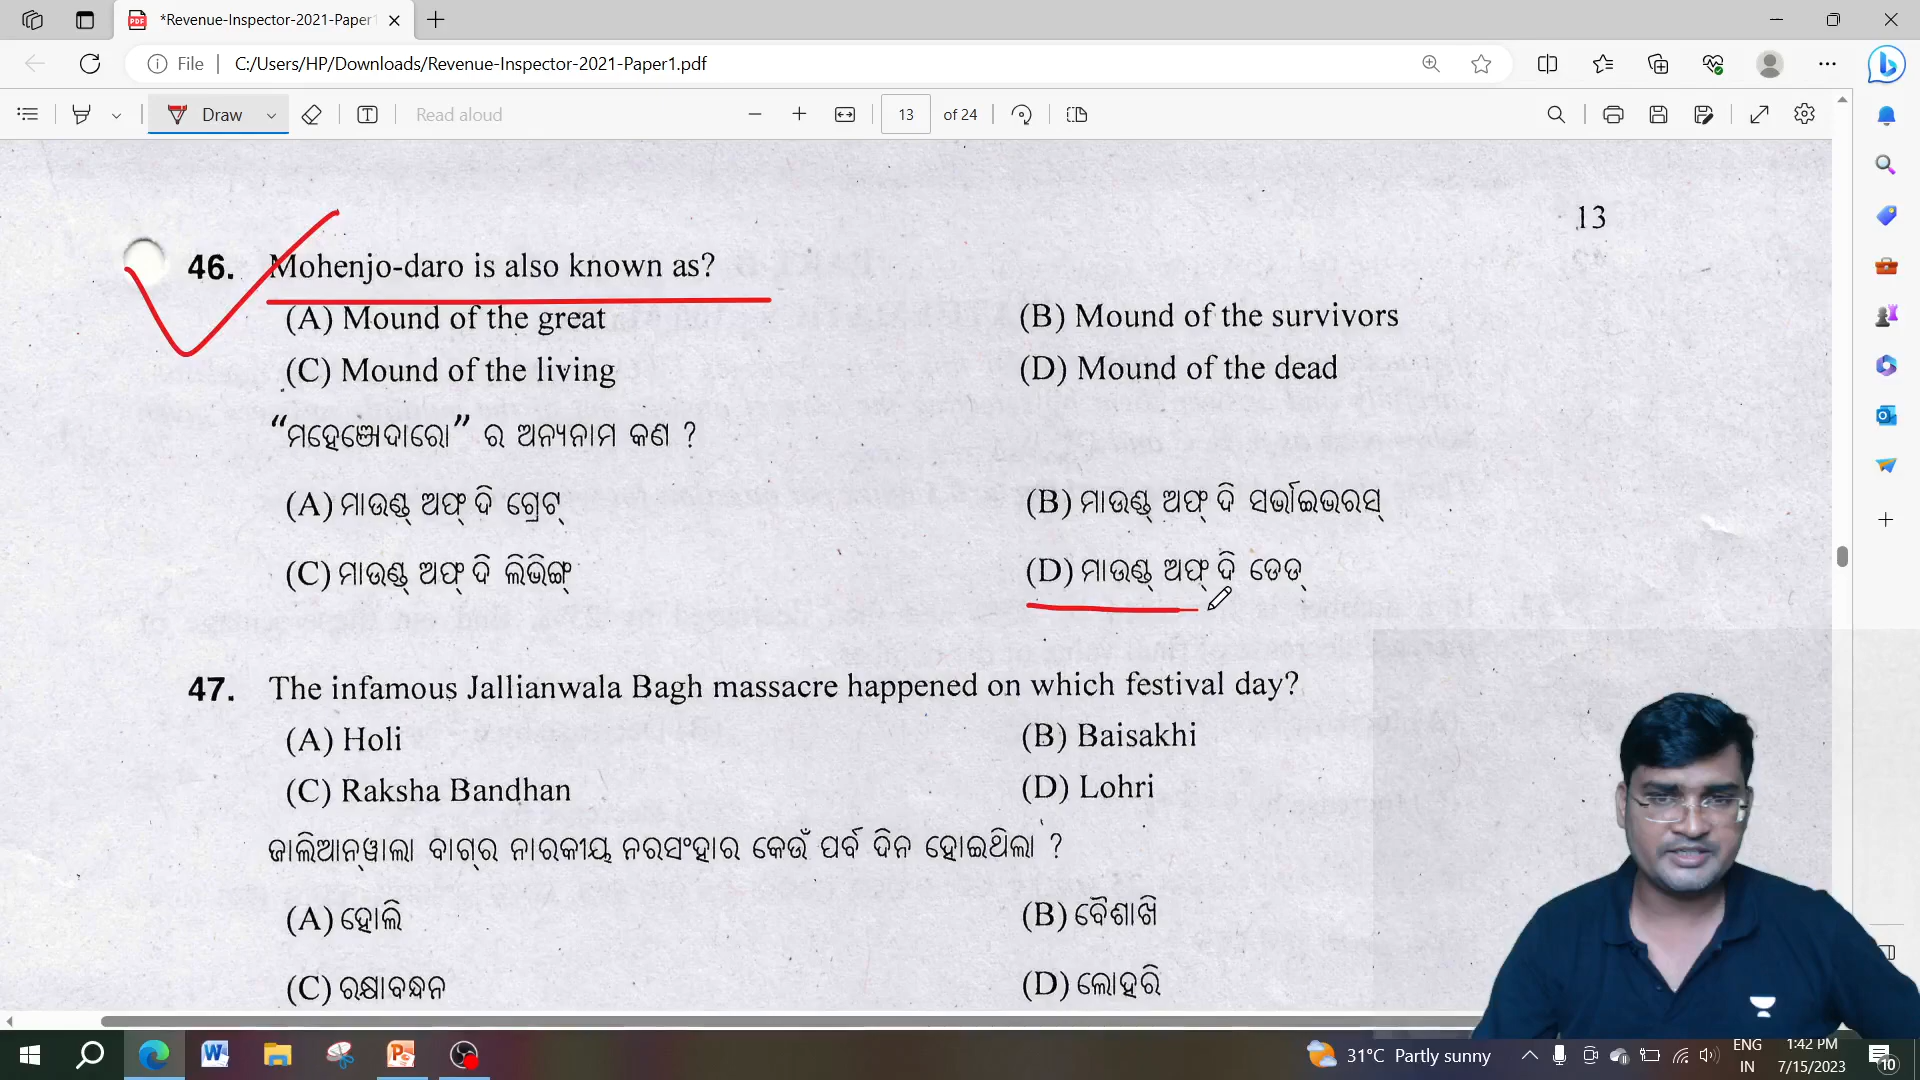 *Revenue-Inspector-2021-Paper1
File
C:/Users/HP/Downloads/Revenue-Inspector-2021-Paper1.pdf
Draw
Read aloud
13 of 24
13
46. Mohenjo-daro is also known as?
(A) Mound of the great (B) Mound of the survivors
(C) Mound of the living (D) Mound of the dead
“ମହେଞ୍ଜେଦାରୋ” ର ଅନ୍ୟନାମ କଣ ?
(A) ମାଉଣ୍ଡ୍ ଅଫ୍ ଦି ଗ୍ରେଟ୍ (B) ମାଉଣ୍ଡ୍ ଅଫ୍ ଦି ସର୍ଭାଇଭରସ୍
(C) ମାଉଣ୍ଡ୍ ଅଫ୍ ଦି ଲିଭିଙ୍ଗ୍ (D) ମାଉଣ୍ଡ୍ ଅଫ୍ ଦି ଡେଡ୍
47. The infamous Jallianwala Bagh massacre happened on which festival day?
(A) Holi (B) Baisakhi
(C) Raksha Bandhan (D) Lohri
ଜାଲିଆନ୍‌ୱାଲା ବାଗ୍‌ର ନାରକୀୟ ନରସଂହାର କେଉଁ ପର୍ବ ଦିନ ହୋଇଥିଲା ?
(A) ହୋଲି (B) ବୈଶାଖି
(C) ରକ୍ଷାବନ୍ଧନ (D) ଲୋହରି
31°C Partly sunny
ENG
IN
1:42 PM
7/15/2023
10